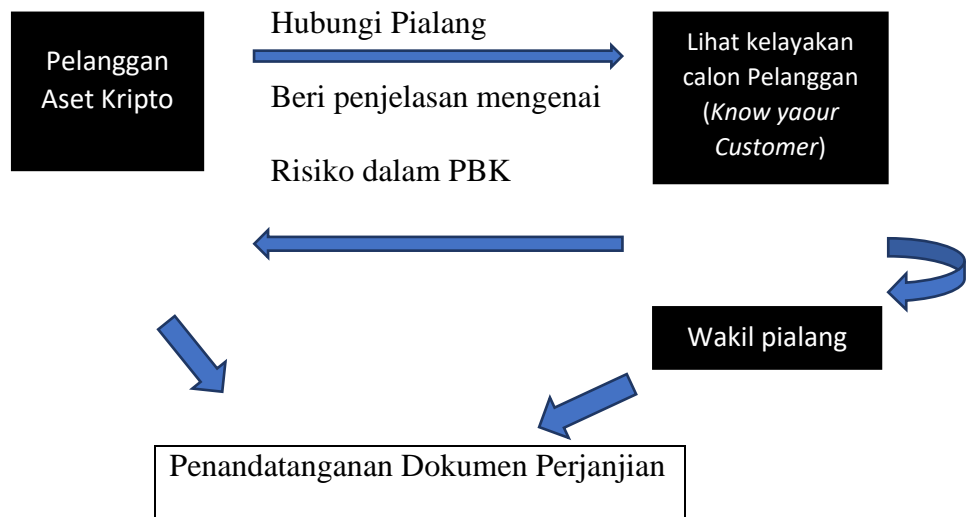 Pelanggan
Aset Kripto
Hubungi Pialang
Beri penjelasan mengenai
Risiko dalam PBK
Lihat kelayakan
calon Pelanggan
(Know yaour
Customer)
Wakil pialang
Penandatanganan Dokumen Perjanjian